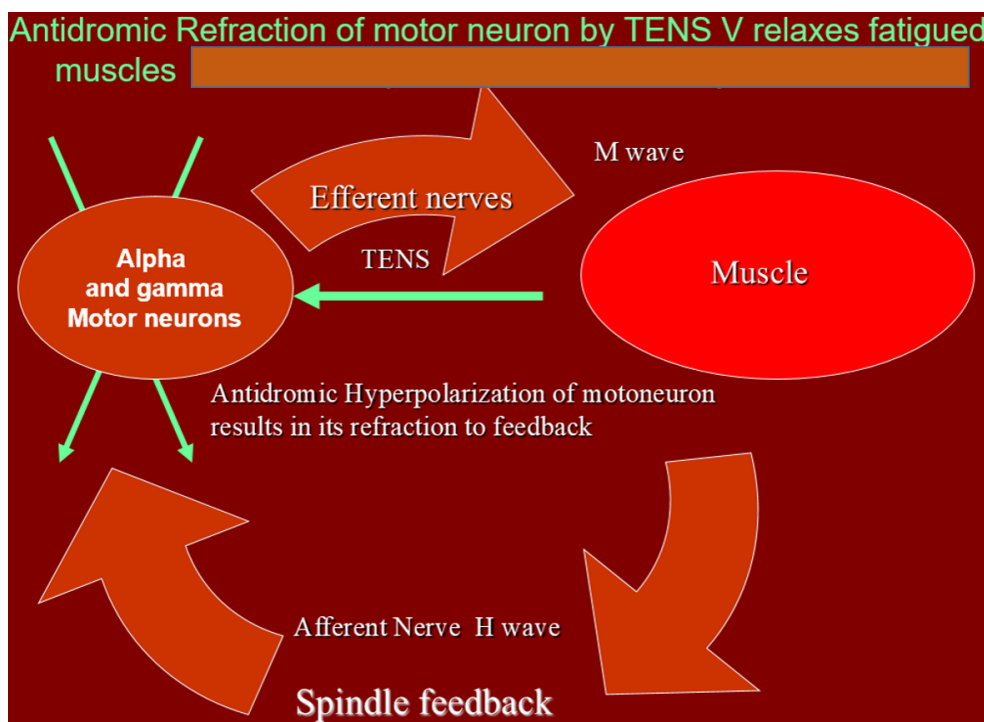 Antidromic Refraction of motor neuron by TENS V relaxes fatigued
muscles
M wave
Efferent nerves
TENS
Alpha
and gamma
Motor neurons
Muscle
Antidromic Hyperpolarization of motoneuron
results in its refraction to feedback
Afferent Nerve H wave
Spindle feedback